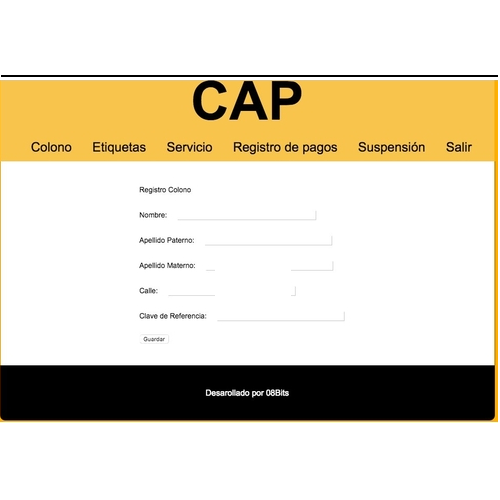 CAP
Colono Etiquetas Servicio Registro de pagos Suspensión Salir
Registro Colono
Nombre:
Apellido Paterno:
Apellido Materno:
Calle:
Clave de Referencia:
Guardar
Desarollado por 08Bits